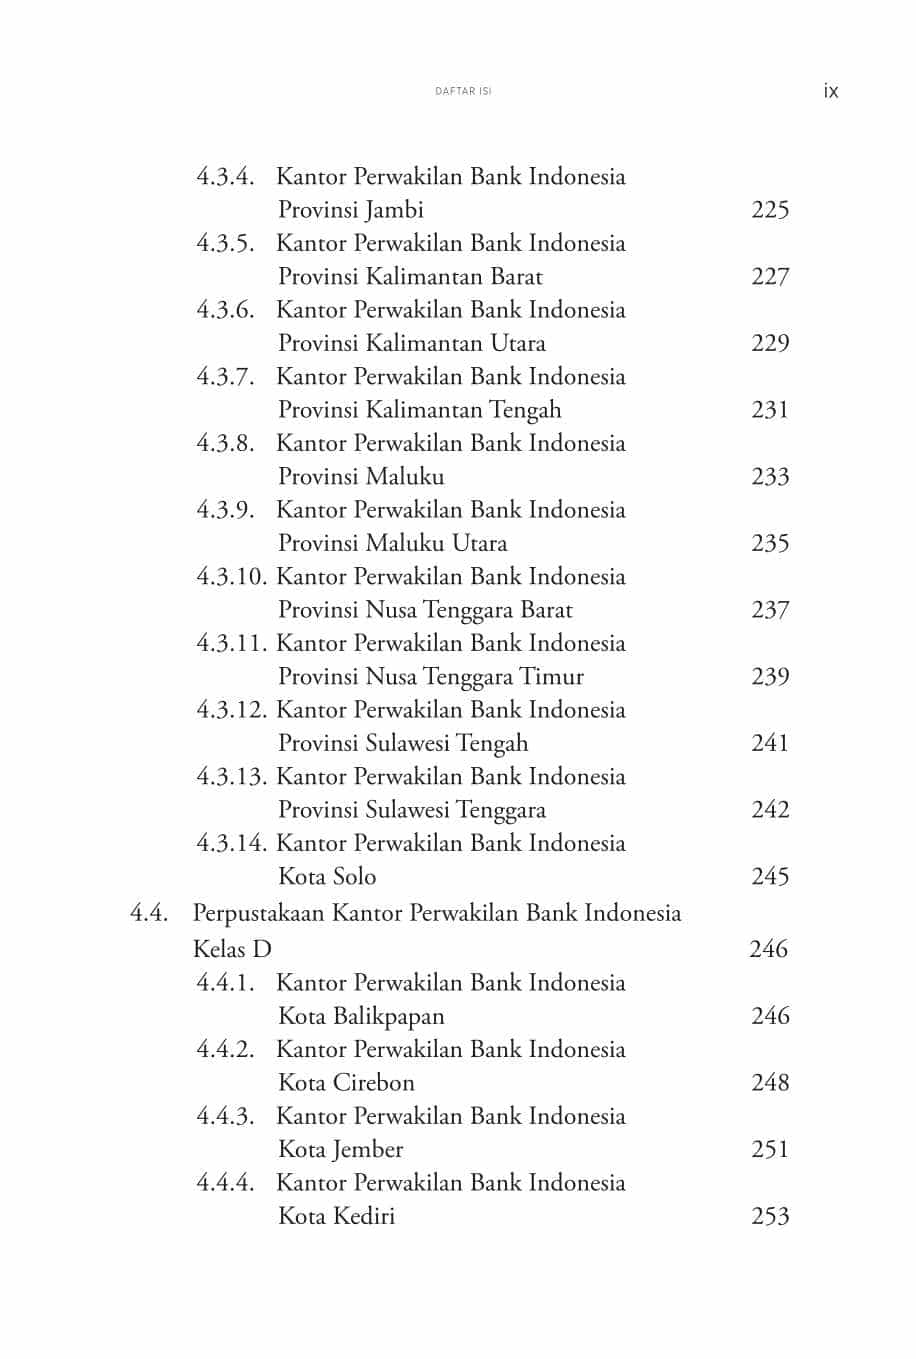 DAFTAR ISI ix
4.3.4. Kantor Perwakilan Bank Indonesia
Provinsi Jambi 225
4.3.5. Kantor Perwakilan Bank Indonesia
Provinsi Kalimantan Barat 227
4.3.6. Kantor Perwakilan Bank Indonesia
Provinsi Kalimantan Utara 229
4.3.7. Kantor Perwakilan Bank Indonesia
Provinsi Kalimantan Tengah 231
4.3.8. Kantor Perwakilan Bank Indonesia
Provinsi Maluku 233
4.3.9. Kantor Perwakilan Bank Indonesia
Provinsi Maluku Utara 235
4.3.10. Kantor Perwakilan Bank Indonesia
Provinsi Nusa Tenggara Barat 237
4.3.11. Kantor Perwakilan Bank Indonesia
Provinsi Nusa Tenggara Timur 239
4.3.12. Kantor Perwakilan Bank Indonesia
Provinsi Sulawesi Tengah 241
4.3.13. Kantor Perwakilan Bank Indonesia
Provinsi Sulawesi Tenggara 242
4.3.14. Kantor Perwakilan Bank Indonesia
Kota Solo 245
4.4. Perpustakaan Kantor Perwakilan Bank Indonesia
Kelas D 246
4.4.1. Kantor Perwakilan Bank Indonesia
Kota Balikpapan 246
4.4.2. Kantor Perwakilan Bank Indonesia
Kota Cirebon 248
4.4.3. Kantor Perwakilan Bank Indonesia
Kota Jember 251
4.4.4. Kantor Perwakilan Bank Indonesia
Kota Kediri 253